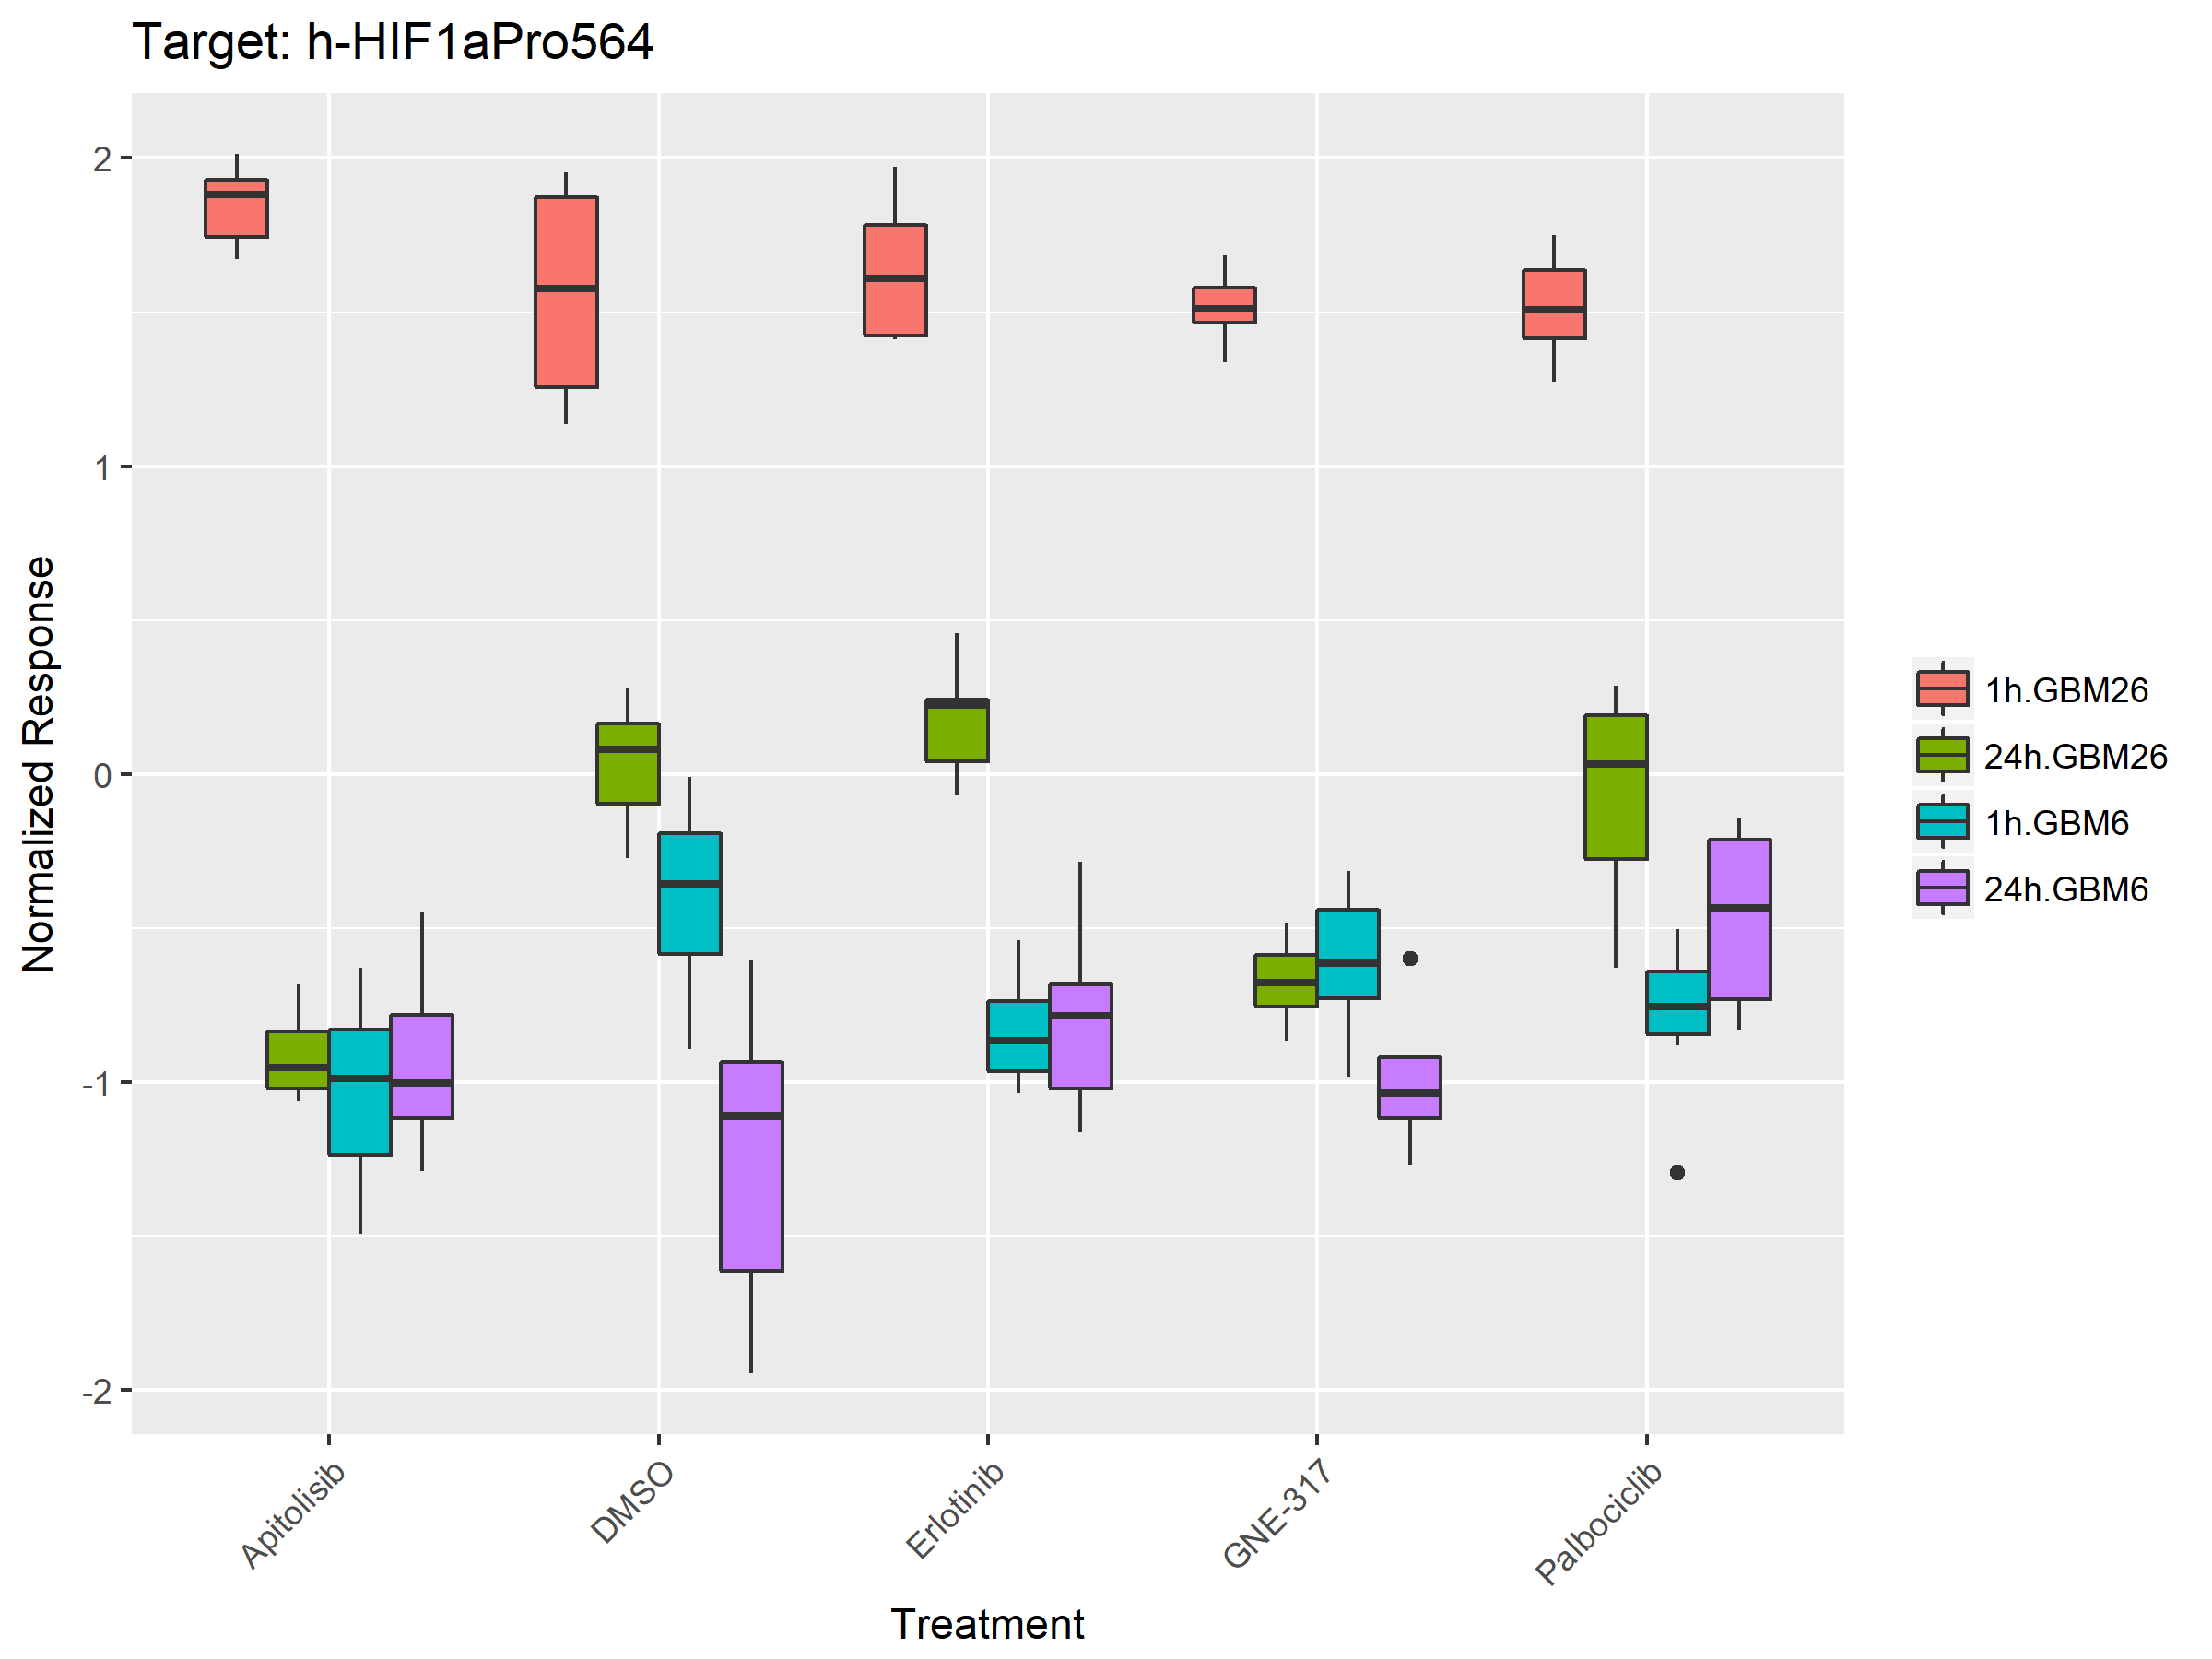 Target: h-HIF1aPro564
Normalized Response
2
1
0
-1
-2
Apitolisib
DMSO
Erlotinib
GNE-317
Palbociclib
Treatment
1h.GBM26
24h.GBM26
1h.GBM6
24h.GBM6